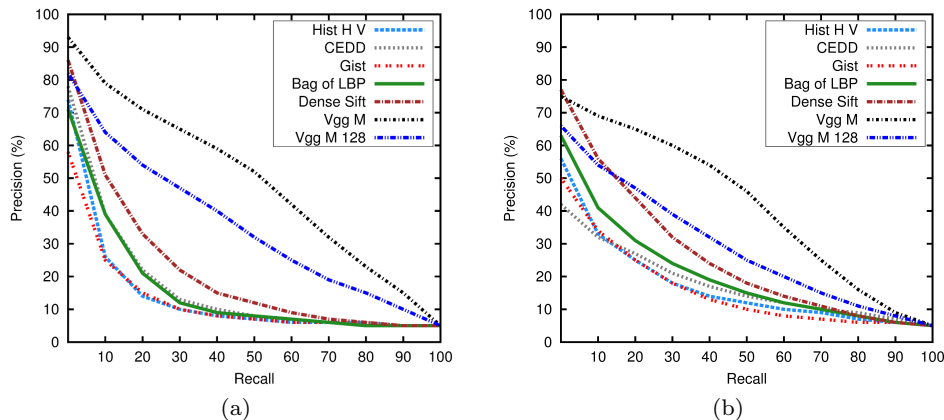 100
90
80
70
60
50
40
30
20
10
0
Precision (%)
Hist H V
CEDD
Gist
Bag of LBP
Dense Sift
Vgg M
Vgg M 128
10 20 30 40 50 60 70 80 90 100
Recall
(a)
100
90
80
70
60
50
40
30
20
10
0
Precision (%)
Hist H V
CEDD
Gist
Bag of LBP
Dense Sift
Vgg M
Vgg M 128
10 20 30 40 50 60 70 80 90 100
Recall
(b)